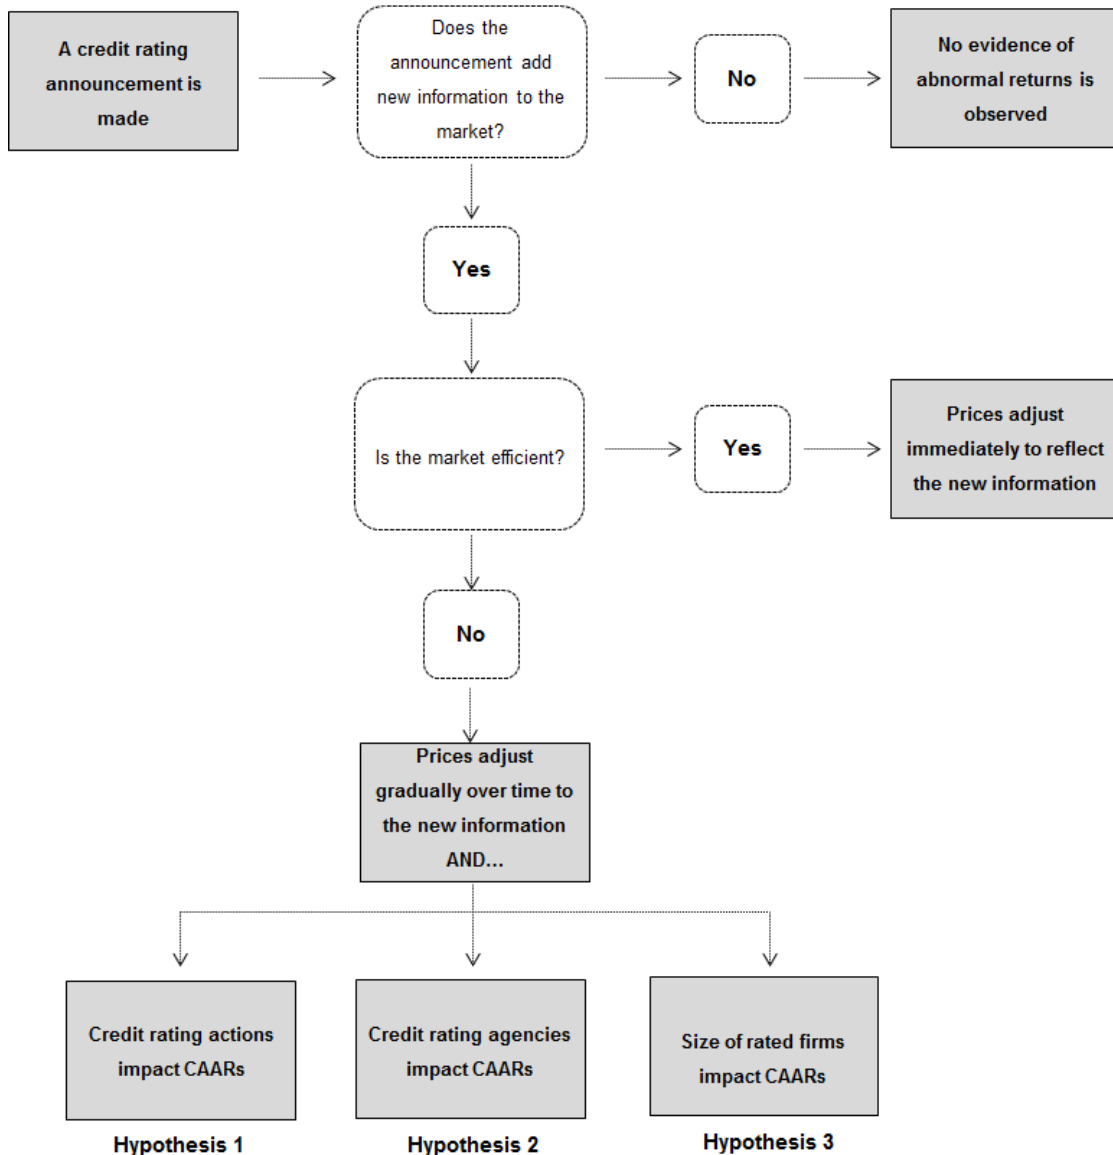 A credit rating
announcement is
made
Does the
announcement add
new information to the
market?
No
No evidence of
abnormal returns is
observed
Yes
Is the market efficient?
Yes
Prices adjust
immediately to reflect
the new information
No
Prices adjust
gradually over time to
the new information
AND...
Credit rating actions
impact CAARs
Credit rating agencies
impact CAARs
Size of rated firms
impact CAARs
Hypothesis 1
Hypothesis 2
Hypothesis 3